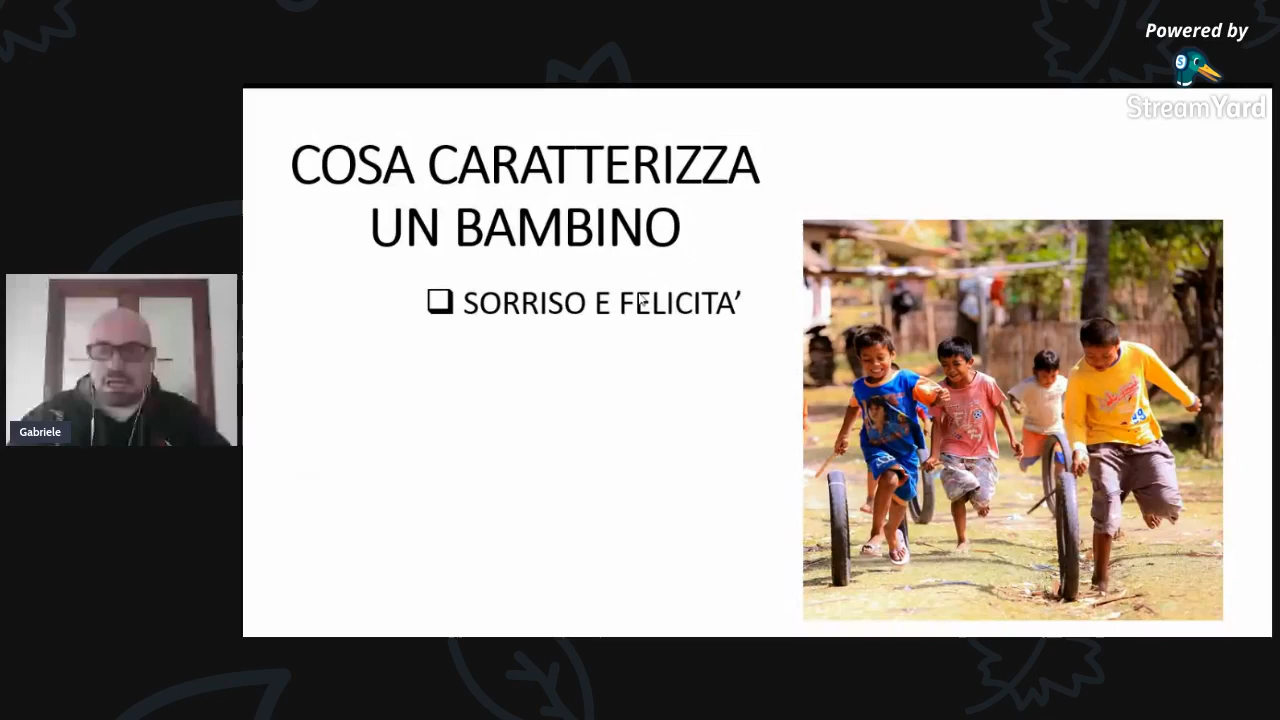 Powered by
StreamYard
COSA CARATTERIZZA
UN BAMBINO
❑ SORRISO E FELICITA’
Gabriele